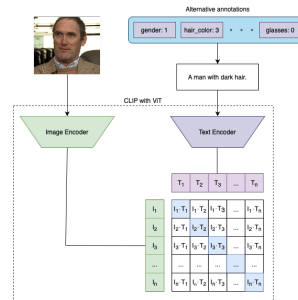 Alternative annotations
gender: 1 hair_color: 3 • • • glasses: 0
A man with dark hair.
CLIP with ViT
Image Encoder Text Encoder
T1 T2 T3 ... Tn
I1 I1·T1 I1·T2 I1·T3 ... I1·Tn
I2 I2·T1 I2·T2 I2·T3 ... I2·Tn
I3 I3·T1 I3·T2 I3·T3 ... I3·Tn
... ... ... ... ... ...
In In·T1 In·T2 In·T3 ... In·Tn